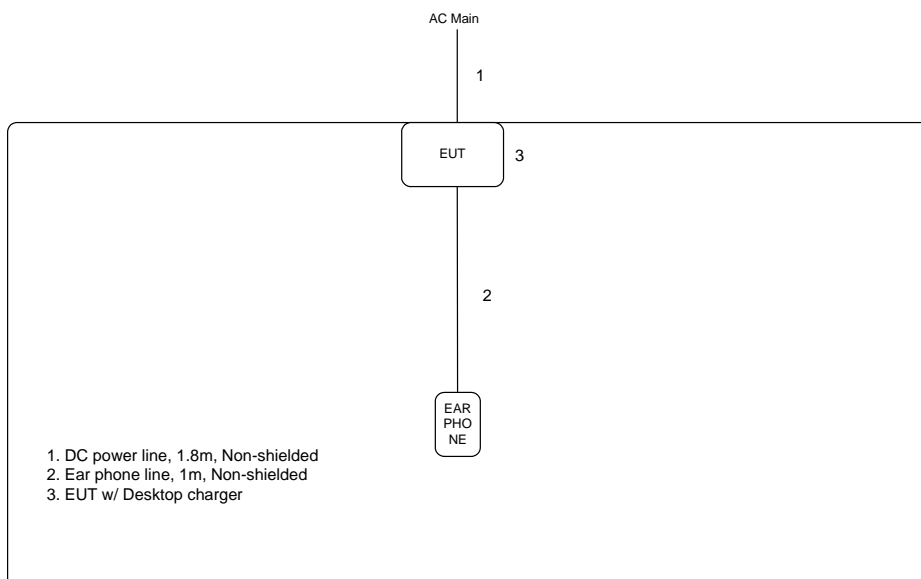 AC Main
1
EUT
3
2
EAR
PHO
NE
1. DC power line, 1.8m, Non-shielded
2. Ear phone line, 1m, Non-shielded
3. EUT w/ Desktop charger